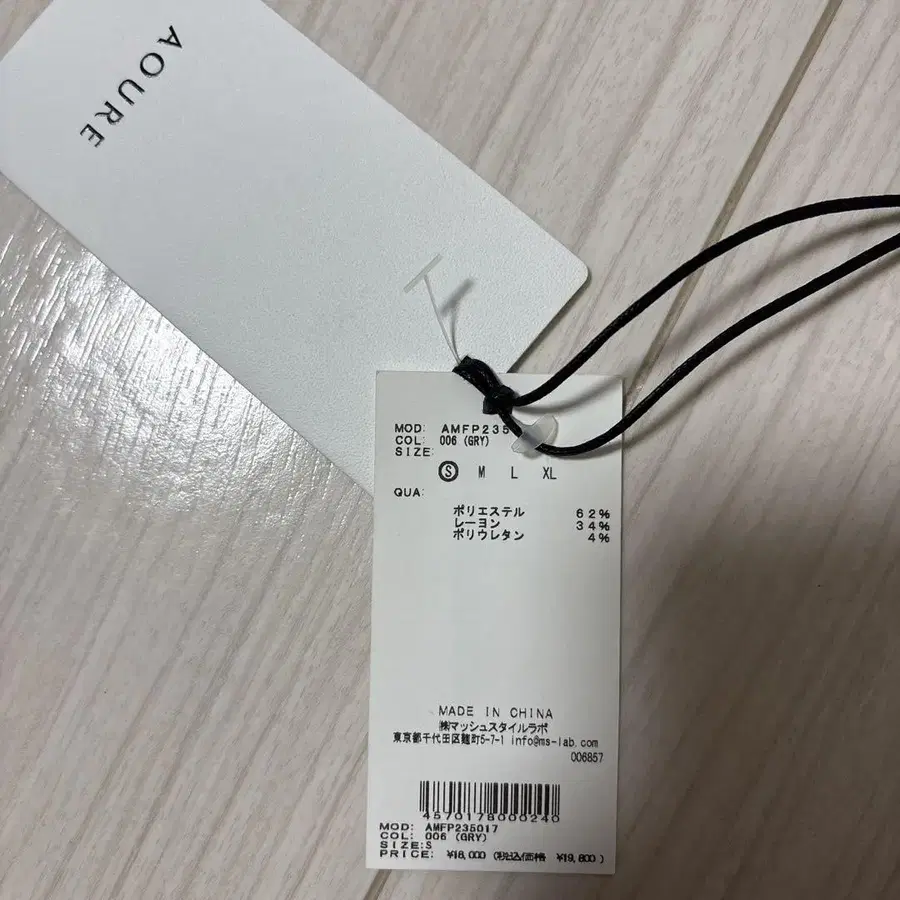 AOURE
MOD: AMFP235
COL: 006 (GRY)
SIZE:
S M L XL
QUA:
ポリエステル 62%
レーヨン 34%
ポリウレタン 4%
MADE IN CHINA
㈱マッシュスタイルラボ
東京都千代田区麹町5-7-1 info@ms-lab.com
006857
4570178000240
MOD: AMFP235017
COL: 006 (GRY)
SIZE:S
PRICE: ¥18,000 (税込価格 ¥19,800)